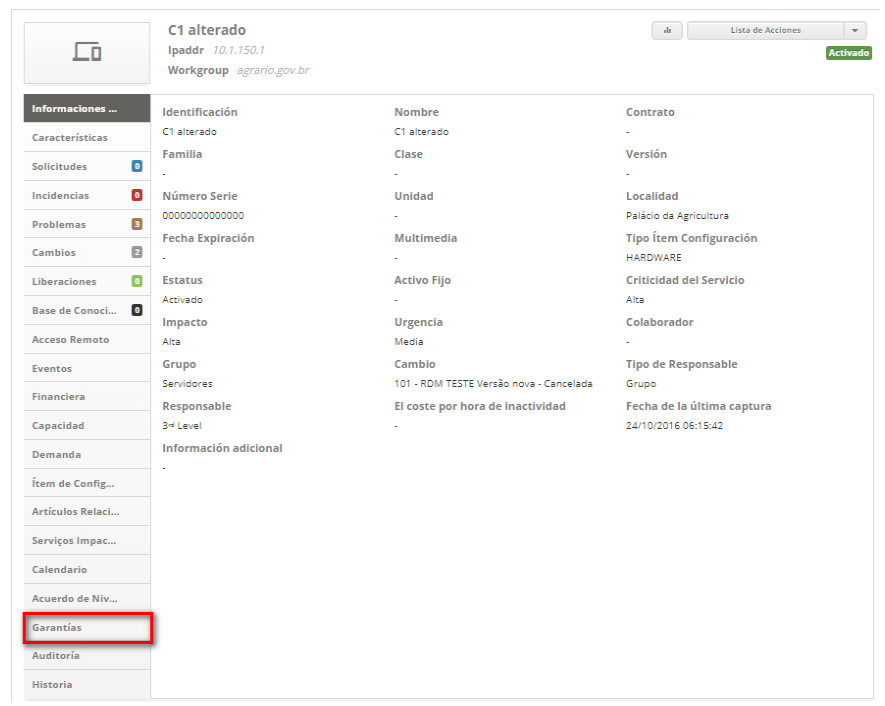 C1 alterado
Ipaddr 10.1.150.1
Workgroup agrario.gov.br
Lista de Acciones
Activado
Informaciones ...
Características
Solicitudes 0
Incidencias 0
Problemas 3
Cambios 2
Liberaciones 0
Base de Conoci... 0
Acceso Remoto
Eventos
Financiera
Capacidad
Demanda
Ítem de Config...
Artículos Relaci...
Serviços Impac...
Calendario
Acuerdo de Niv...
Garantías
Auditoría
Historia
Identificación Nombre Contrato
C1 alterado C1 alterado -
Familia Clase Versión
- - -
Número Serie Unidad Localidad
00000000000000 - Palácio da Agricultura
Fecha Expiración Multimedia Tipo Ítem Configuración
- - HARDWARE
Estatus Activo Fijo Criticidad del Servicio
Activado - Alta
Impacto Urgencia Colaborador
Alta Media -
Grupo Cambio Tipo de Responsable
Servidores 101 - RDM TESTE Versão nova - Cancelada Grupo
Responsable El coste por hora de inactividad Fecha de la última captura
3rd Level - 24/10/2016 06:15:42
Información adicional
-